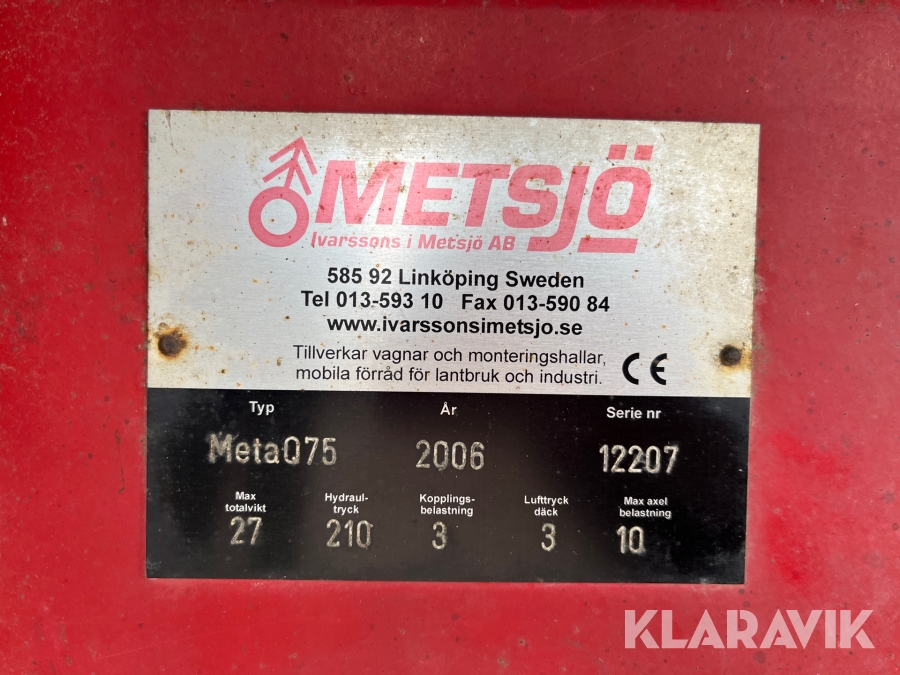 METSJÖ
Ivarssons i Metsjö AB
585 92 Linköping Sweden
Tel 013-593 10 Fax 013-590 84
www.ivarssonsimetsjo.se
Tillverkar vagnar och monteringshallar,
mobila förråd för lantbruk och industri.
CE
Typ År Serie nr
MetaQ75 2006 12207
Max totalvikt Hydraul-tryck Kopplings-belastning Lufttryck däck Max axel belastning
27 210 3 3 10
KLARAVIK